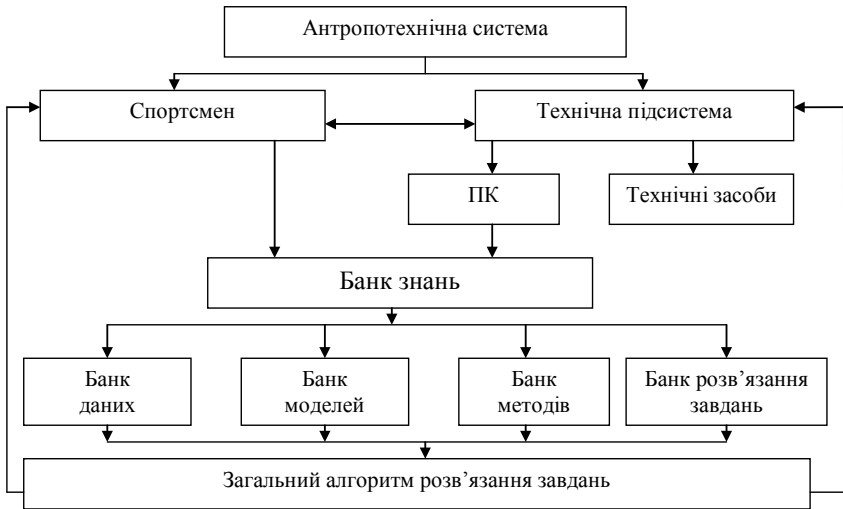 Антропотехнічна система
Спортсмен
Технічна підсистема
ПК
Технічні засоби
Банк знань
Банк
даних
Банк
моделей
Банк
методів
Банк розв’язання
завдань
Загальний алгоритм розв’язання завдань